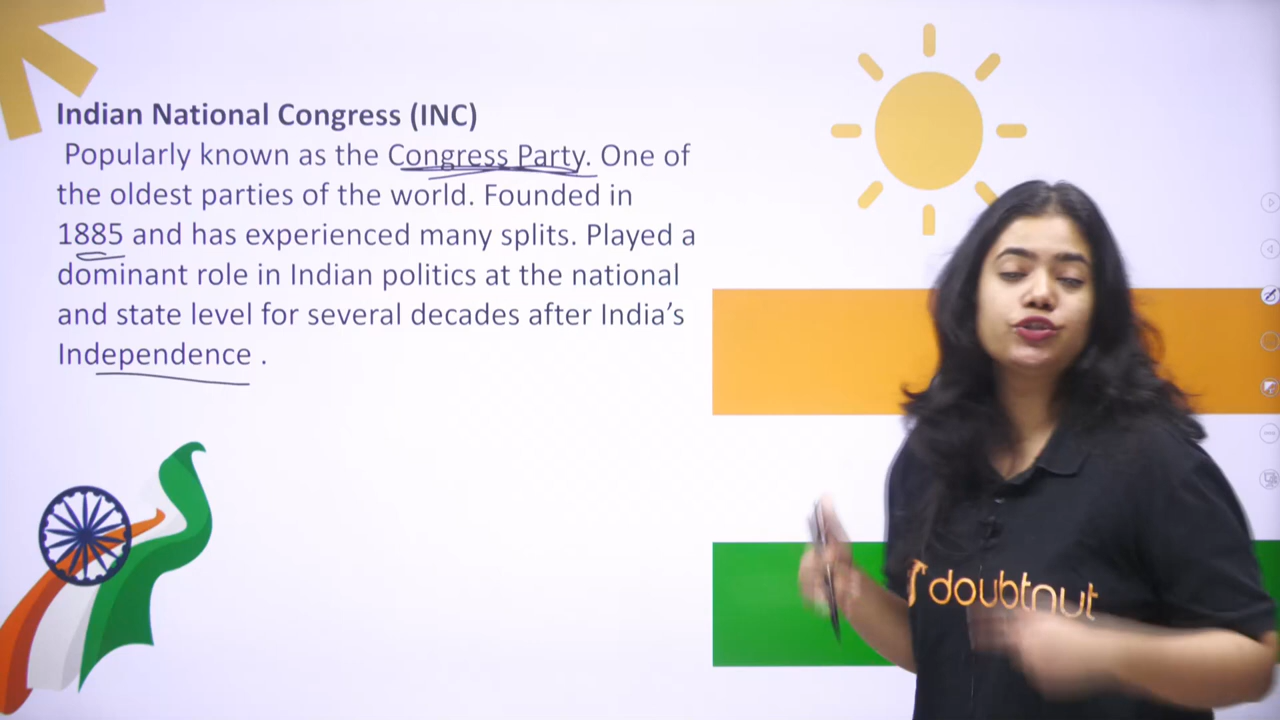 Indian National Congress (INC)
Popularly known as the Congress Party. One of
the oldest parties of the world. Founded in
1885 and has experienced many splits. Played a
dominant role in Indian politics at the national
and state level for several decades after India’s
Independence .
doubtnut